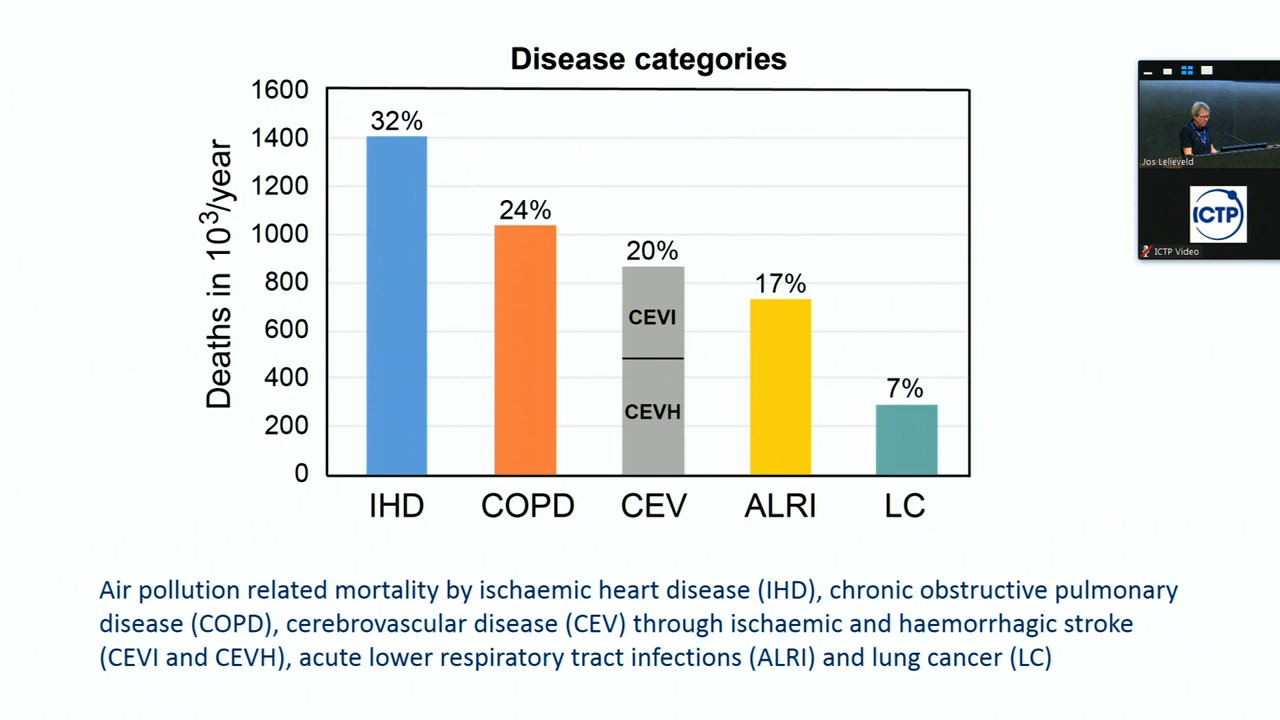 Disease categories
Deaths in 10³/year
1600
1400
1200
1000
800
600
400
200
0
32%
24%
20%
17%
7%
CEVI
CEVH
IHD
COPD
CEV
ALRI
LC
Air pollution related mortality by ischaemic heart disease (IHD), chronic obstructive pulmonary
disease (COPD), cerebrovascular disease (CEV) through ischaemic and haemorrhagic stroke
(CEVI and CEVH), acute lower respiratory tract infections (ALRI) and lung cancer (LC)
Jos Lelieveld
ICTP
ICTP Video